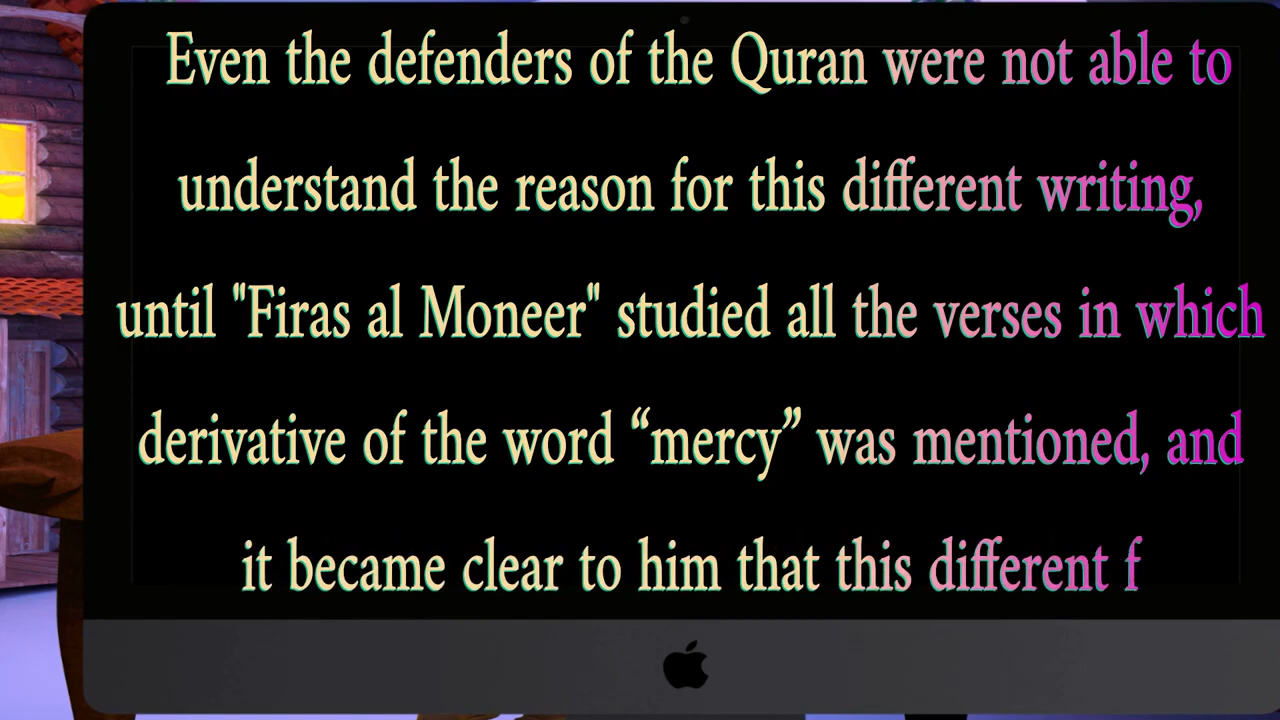 Even the defenders of the Quran were not able to
understand the reason for this different writing,
until "Firas al Moneer" studied all the verses in which
derivative of the word “mercy” was mentioned, and
it became clear to him that this different f